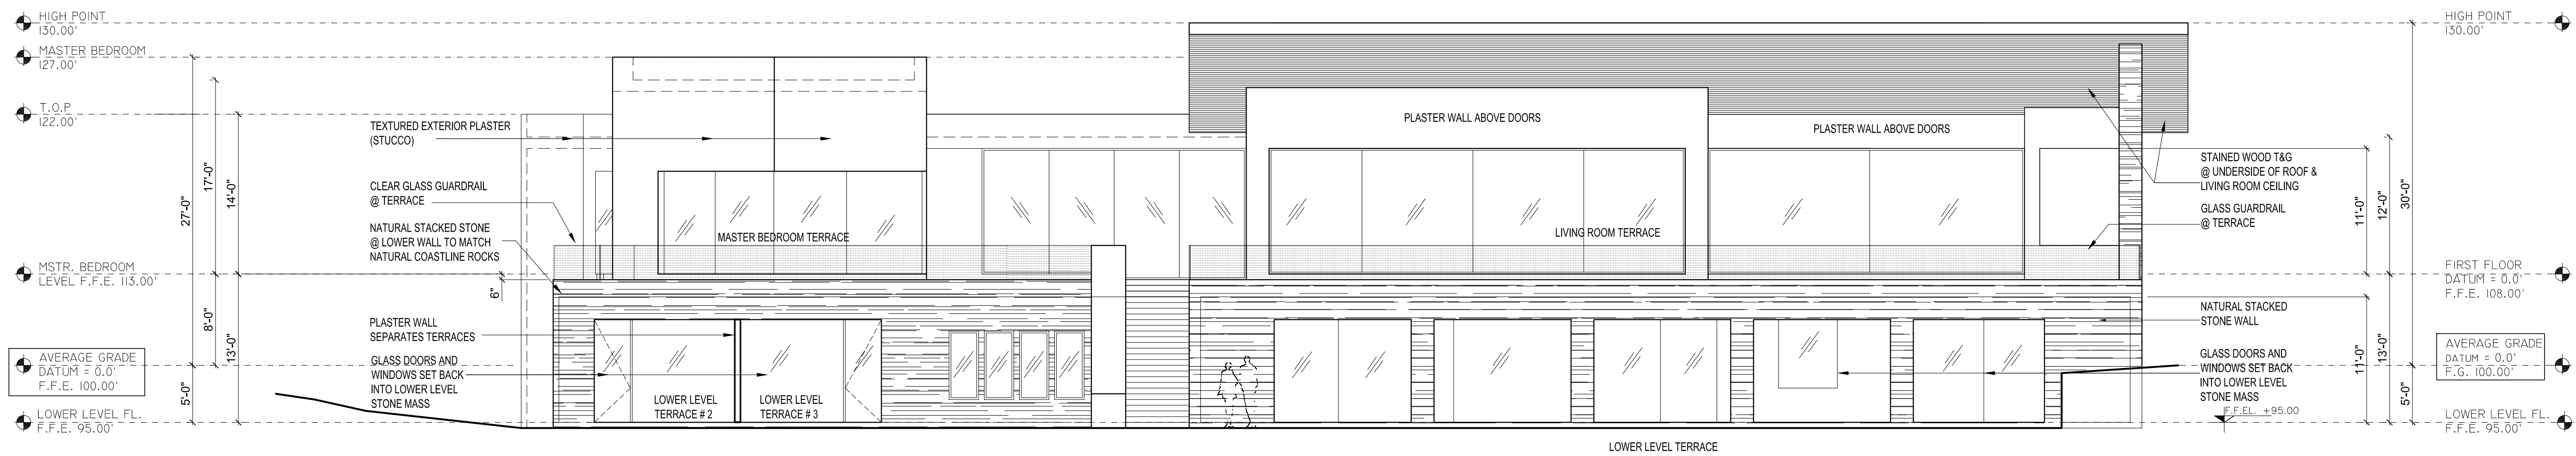 HIGH POINT
130.00'
MASTER BEDROOM
127.00'
T.O.P
122.00'
MSTR. BEDROOM
LEVEL F.F.E. 113.00'
AVERAGE GRADE
DATUM = 0.0'
F.F.E. 100.00'
LOWER LEVEL FL.
F.F.E. 95.00'
27'-0"
17'-0"
14'-0"
8'-0"
13'-0"
5'-0"
6"
TEXTURED EXTERIOR PLASTER
(STUCCO)
CLEAR GLASS GUARDRAIL
@ TERRACE
NATURAL STACKED STONE
@ LOWER WALL TO MATCH
NATURAL COASTLINE ROCKS
PLASTER WALL
SEPARATES TERRACES
GLASS DOORS AND
WINDOWS SET BACK
INTO LOWER LEVEL
STONE MASS
MASTER BEDROOM TERRACE
LOWER LEVEL
TERRACE # 2
LOWER LEVEL
TERRACE # 3
PLASTER WALL ABOVE DOORS
PLASTER WALL ABOVE DOORS
LIVING ROOM TERRACE
LOWER LEVEL TERRACE
STAINED WOOD T&G
@ UNDERSIDE OF ROOF &
LIVING ROOM CEILING
GLASS GUARDRAIL
@ TERRACE
NATURAL STACKED
STONE WALL
GLASS DOORS AND
WINDOWS SET BACK
INTO LOWER LEVEL
STONE MASS
F.F.EL. +95.00
11'-0"
12'-0"
30'-0"
11'-0"
13'-0"
5'-0"
HIGH POINT
130.00'
FIRST FLOOR
DATUM = 0.0'
F.F.E. 108.00'
AVERAGE GRADE
DATUM = 0.0'
F.G. 100.00'
LOWER LEVEL FL.
F.F.E. 95.00'